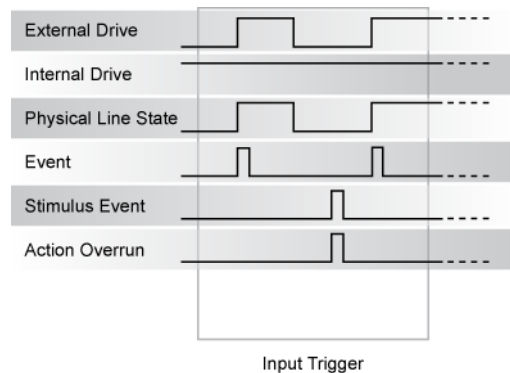 External Drive
Internal Drive
Physical Line State
Event
Stimulus Event
Action Overrun
Input Trigger